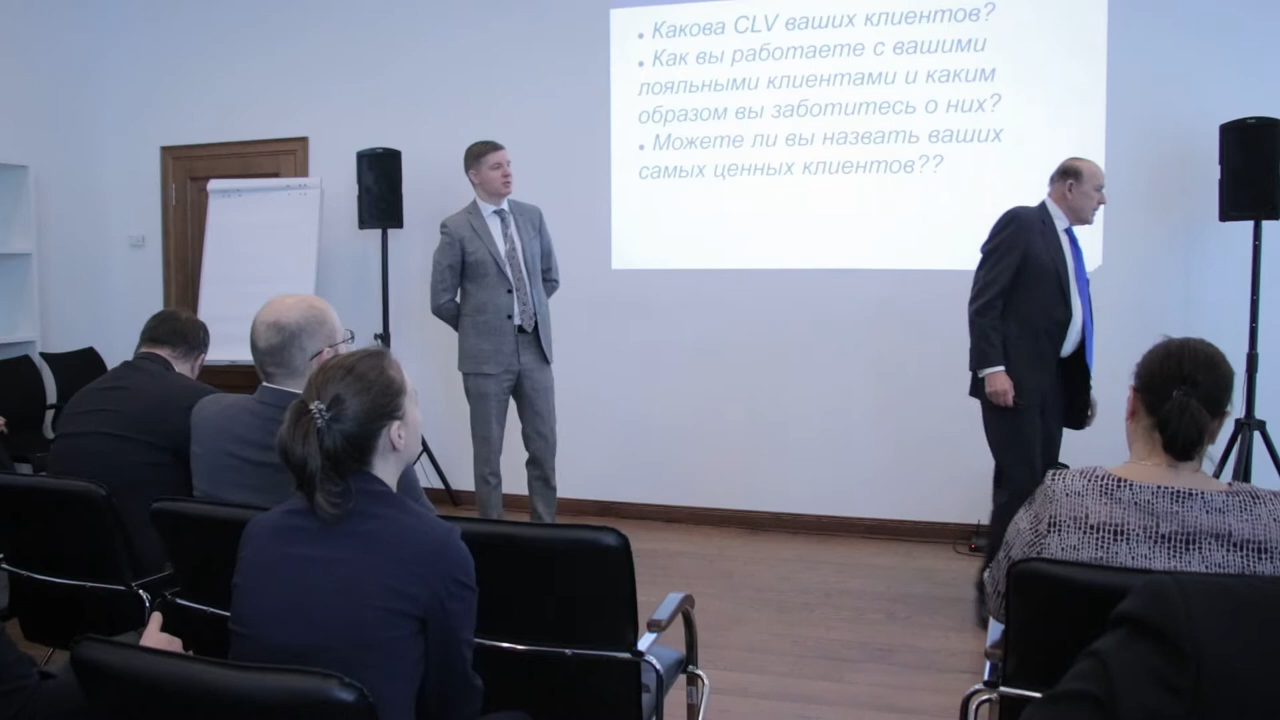 • Какова CLV ваших клиентов?
• Как вы работаете с вашими
лояльными клиентами и каким
образом вы заботитесь о них?
• Можете ли вы назвать ваших
самых ценных клиентов??